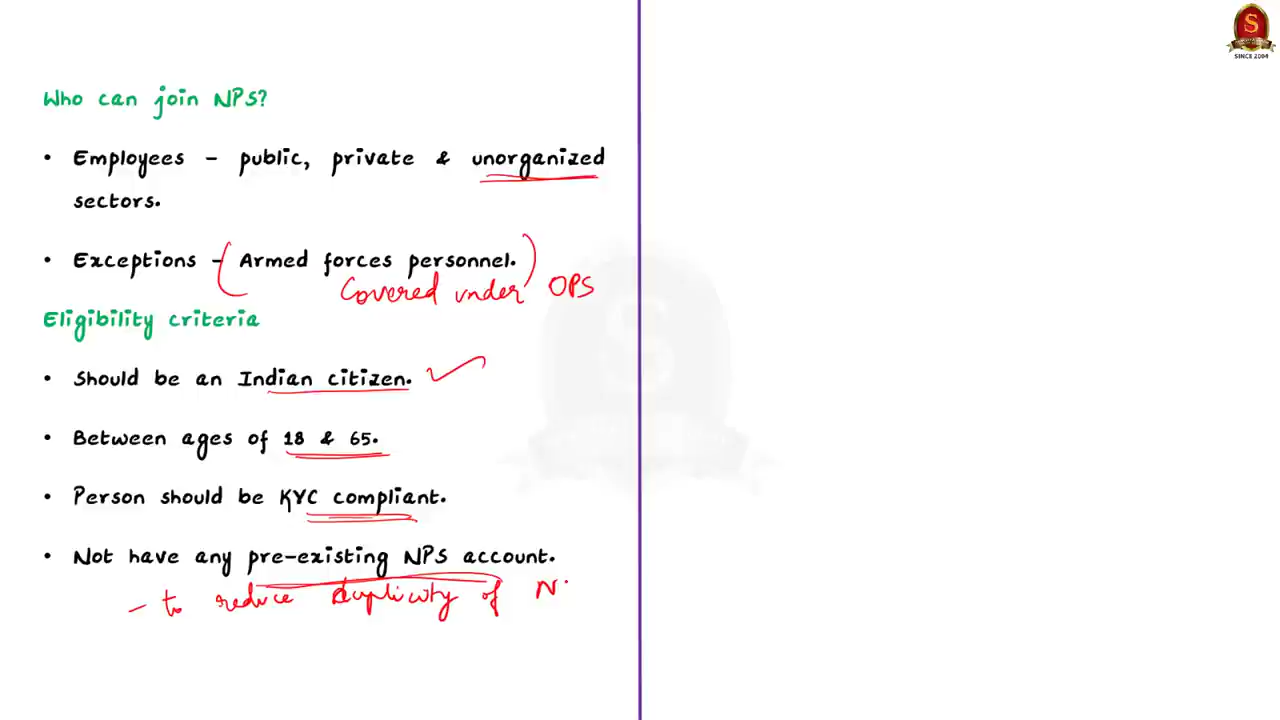 S
SINCE 2004
Who can join NPS?
• Employees – public, private & unorganized
sectors.
• Exceptions – (Armed forces personnel.)
Covered under OPS
Eligibility criteria
• Should be an Indian citizen. ✓
• Between ages of 18 & 65.
• Person should be KYC compliant.
• Not have any pre-existing NPS account.
– to reduce duplicity of N